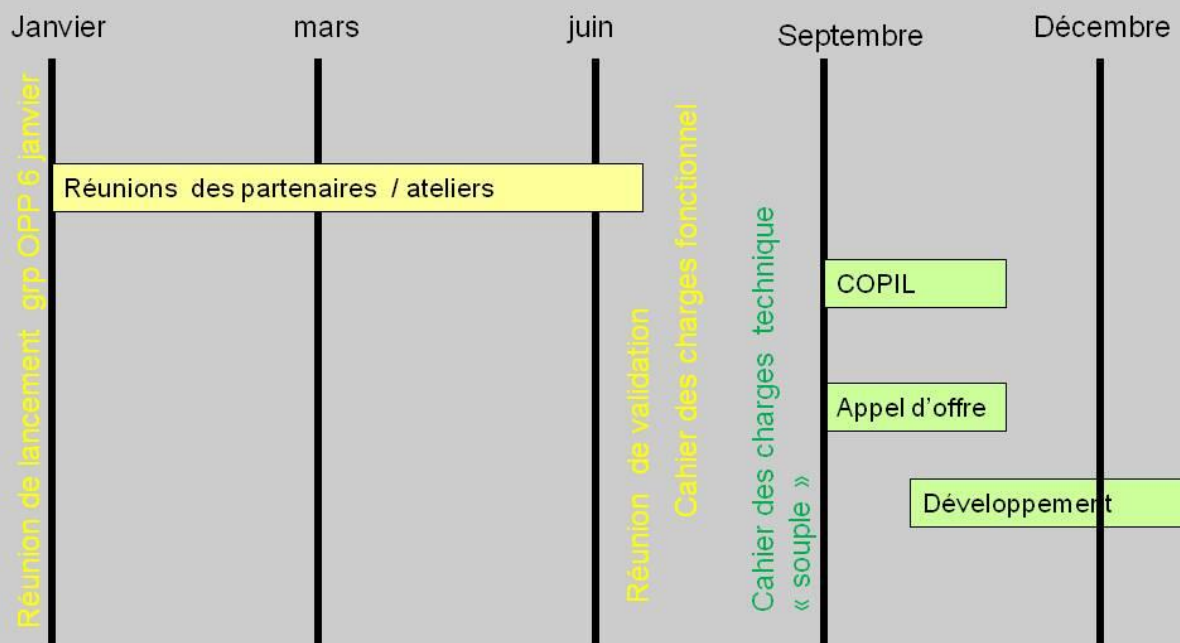 Janvier
mars
juin
Septembre
Décembre
Réunion de lancement grp OPP 6 janvier
Réunions des partenaires / ateliers
Réunion de validation
Cahier des charges fonctionnel
Cahier des charges technique
« souple »
COPIL
Appel d’offre
Développement